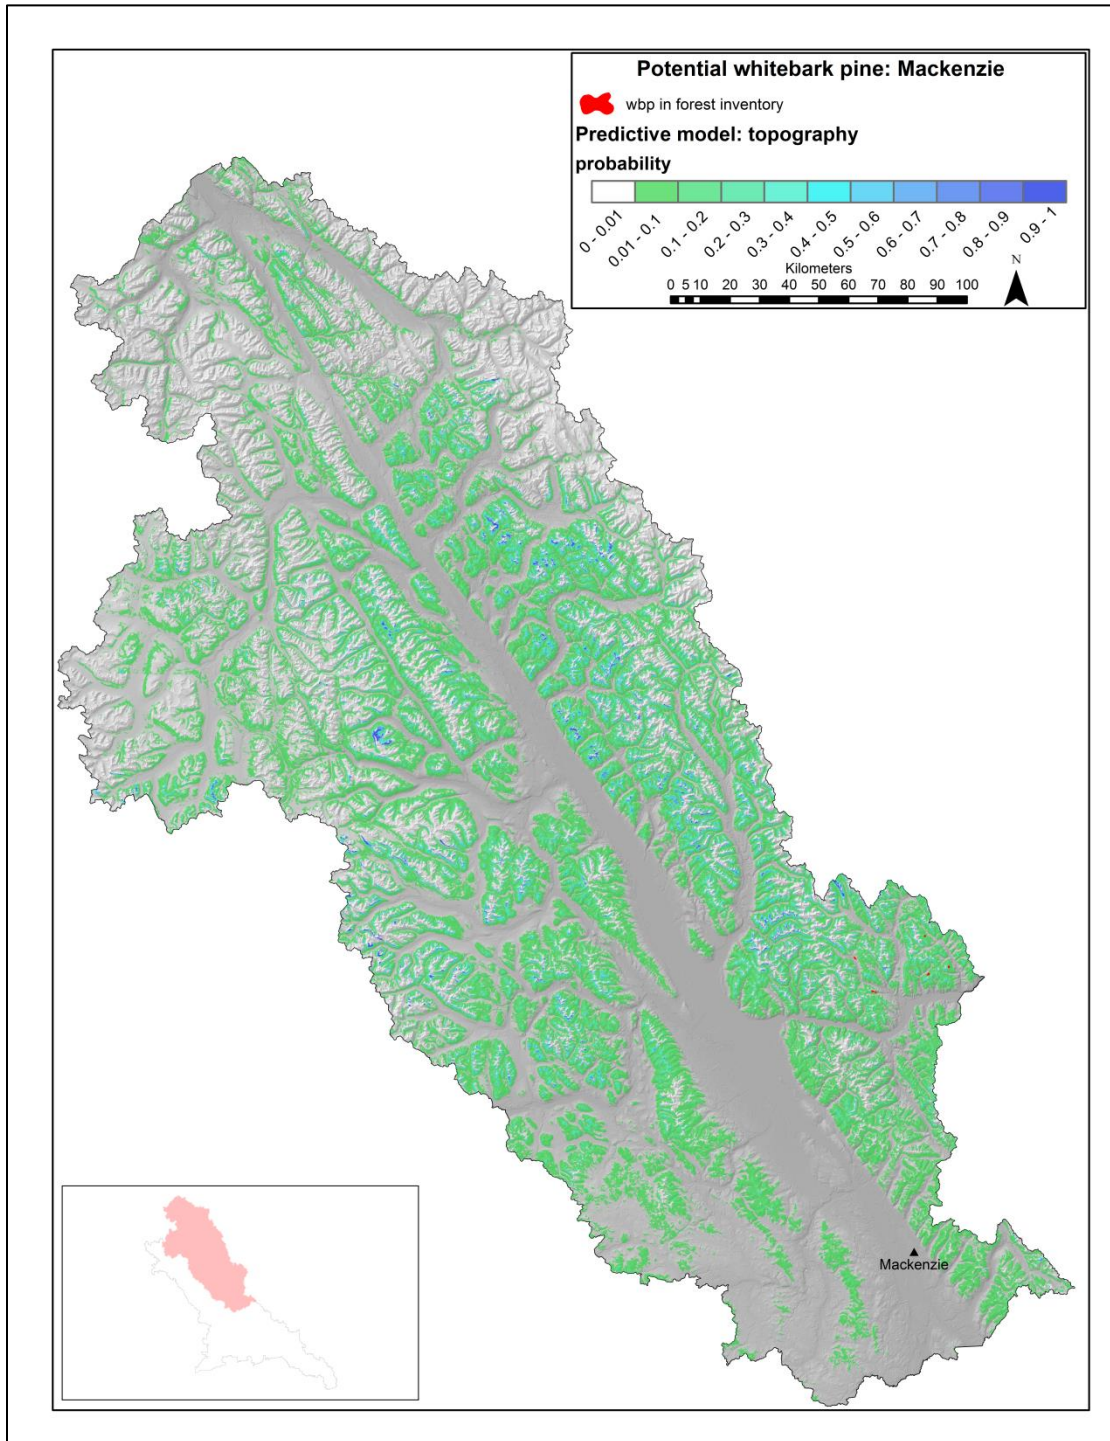 Potential whitebark pine: Mackenzie
wbp in forest inventory
Predictive model: topography
probability
0 - 0.01
0.01 - 0.1
0.1 - 0.2
0.2 - 0.3
0.3 - 0.4
0.4 - 0.5
0.5 - 0.6
0.6 - 0.7
0.7 - 0.8
0.8 - 0.9
0.9 - 1
Kilometers
N
0 5 10 20 30 40 50 60 70 80 90 100
Mackenzie